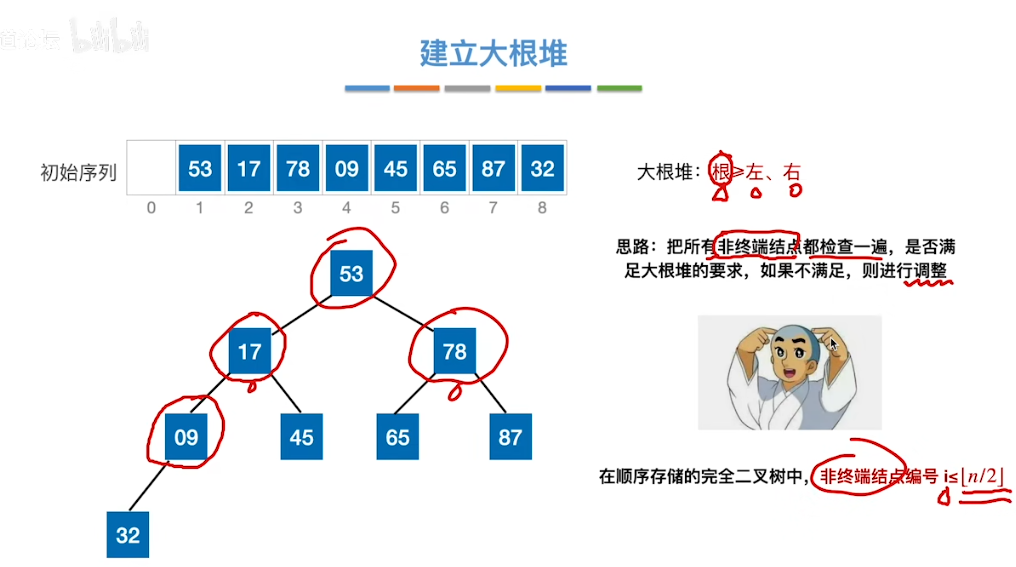 bilibili
建立大根堆
初始序列 53 17 78 09 45 65 87 32
0 1 2 3 4 5 6 7 8
大根堆：根≥左、右
思路：把所有非终端结点都检查一遍，是否满
足大根堆的要求，如果不满足，则进行调整
53
17 78
09 45 65 87
32
在顺序存储的完全二叉树中，非终端结点编号 i≤⌊n/2⌋